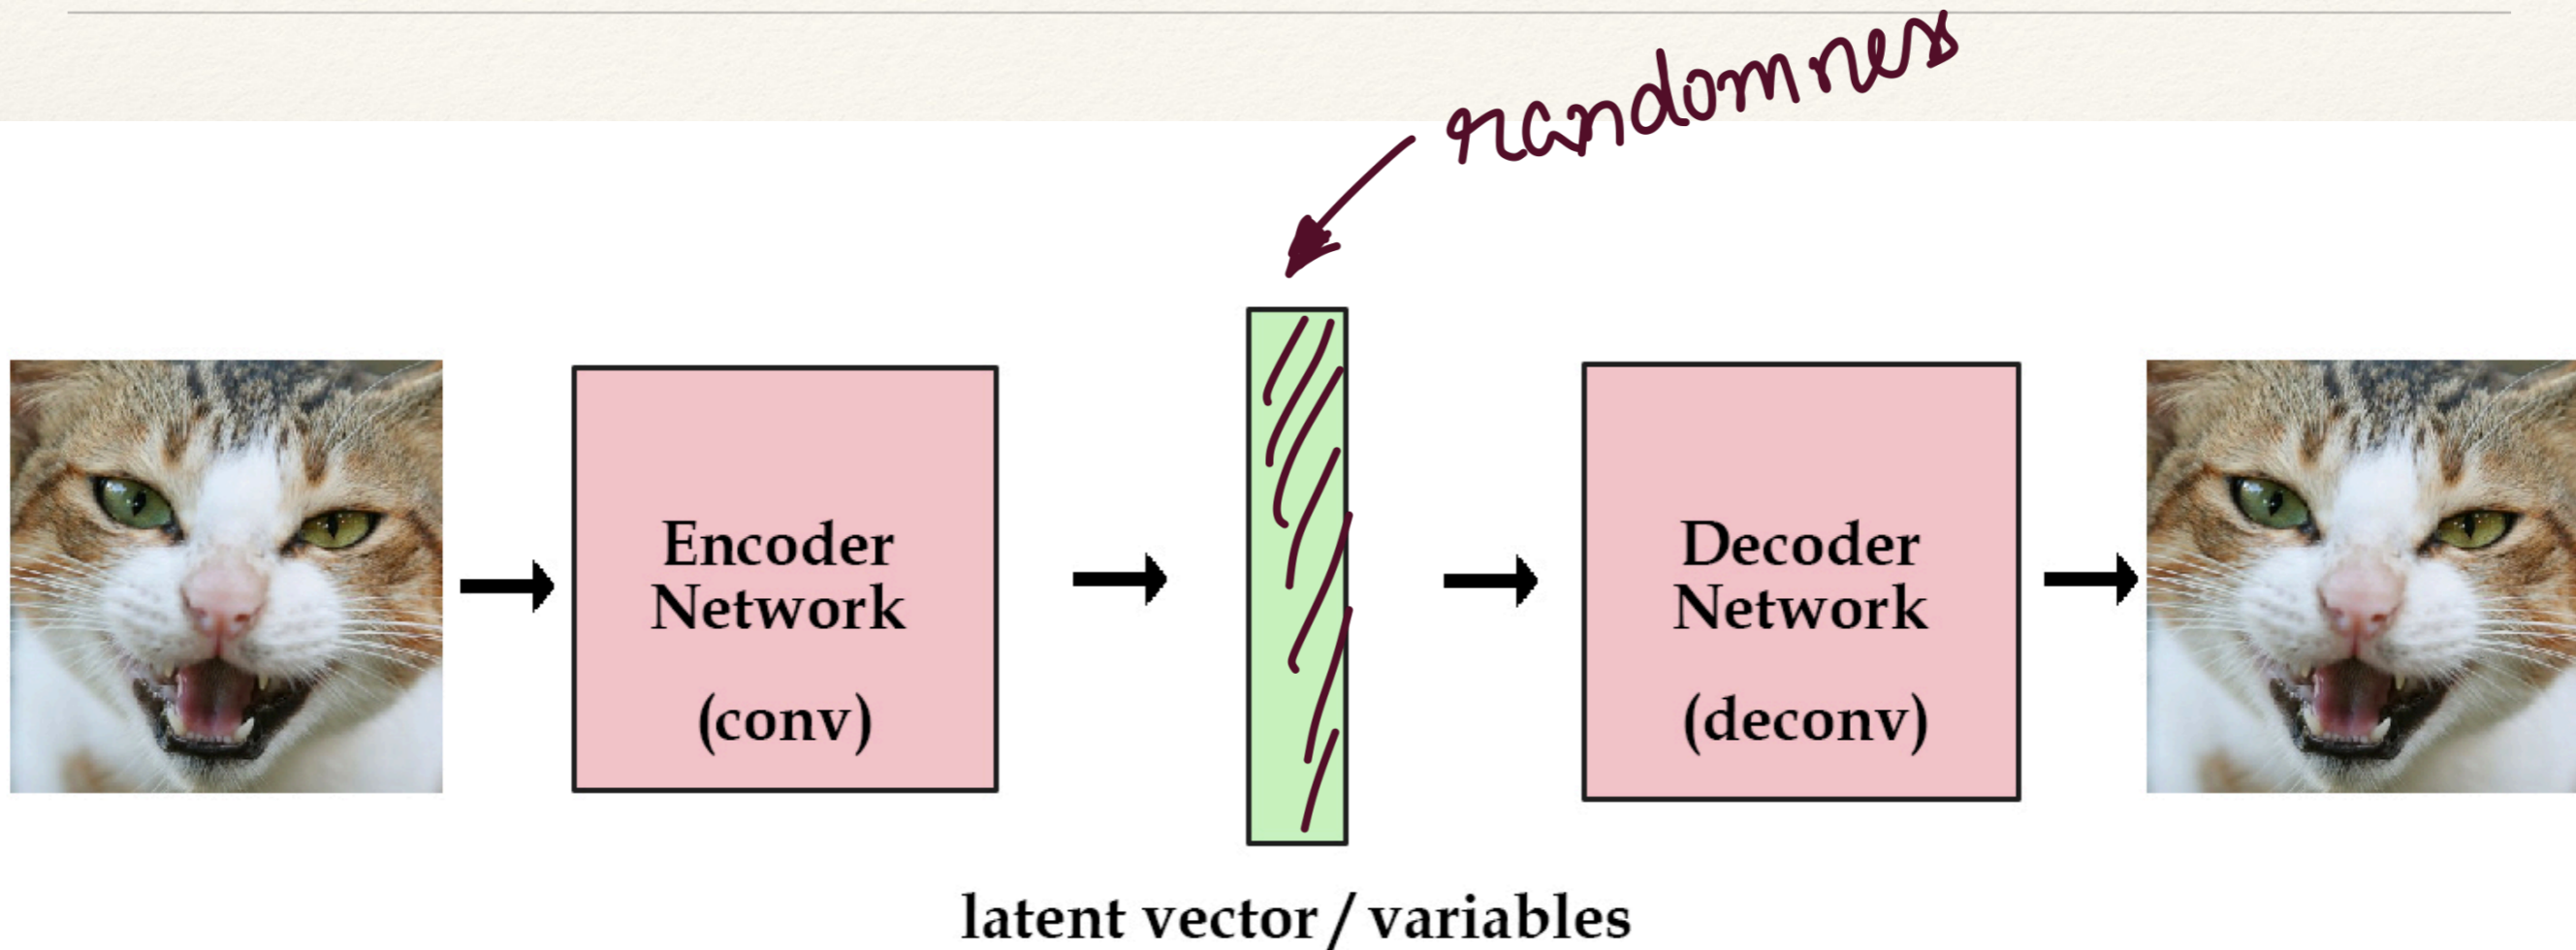 randomness
Encoder
Network
(conv)
Decoder
Network
(deconv)
latent vector / variables